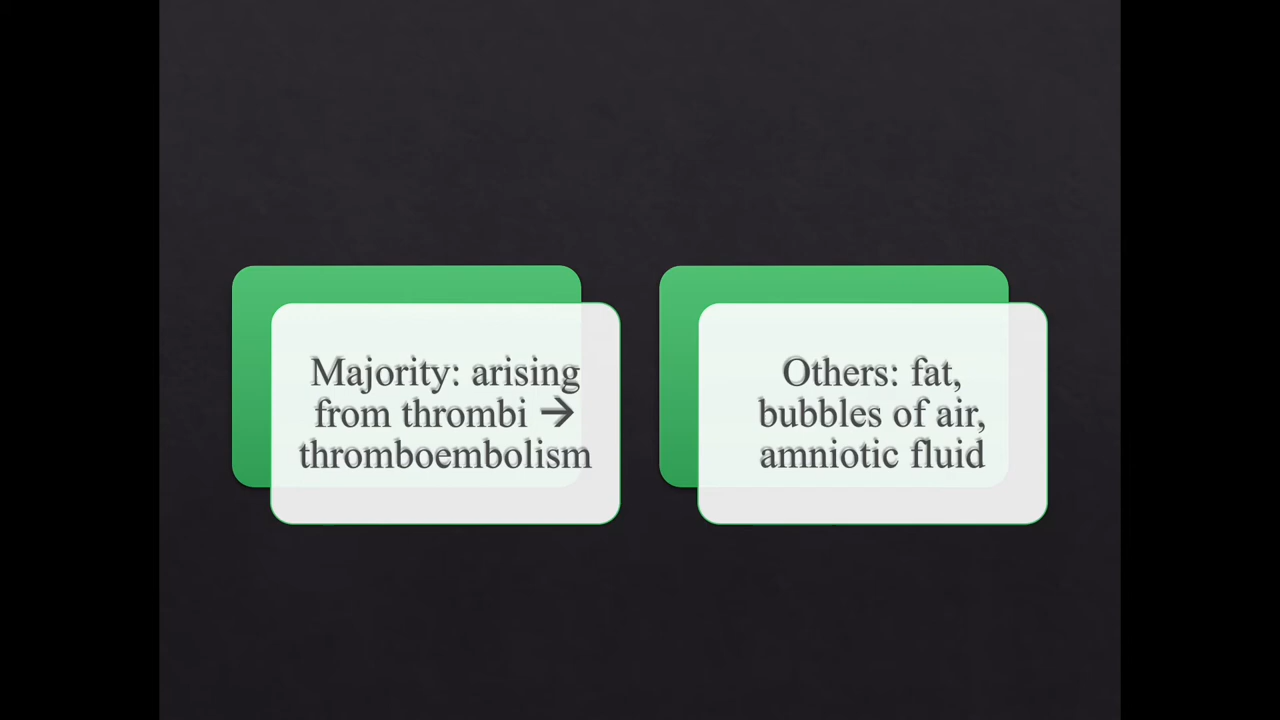 Majority: arising
from thrombi →
thromboembolism
Others: fat,
bubbles of air,
amniotic fluid